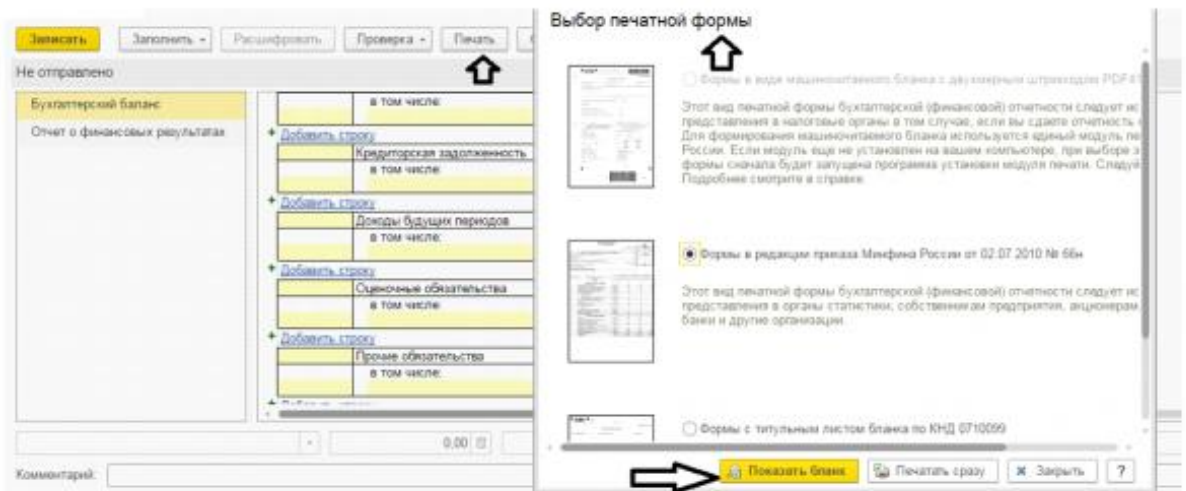 Выбор печатной формы
Записать
Заполнить
Расшифровать
Проверка
Печать
Не отправлено
Бухгалтерский баланс
Отчет о финансовых результатах
в том числе:
Добавить строку
Кредиторская задолженность
в том числе:
Добавить строку
Доходы будущих периодов
в том числе:
Добавить строку
Оценочные обязательства
в том числе:
Добавить строку
Прочие обязательства
в том числе:
0,00
Комментарий:
Формы в виде машиночитаемого бланка с двухмерным штрихкодом PDF41
Этот вид печатной формы бухгалтерской (финансовой) отчетности следует ис
представления в налоговые органы в том случае, если вы сдаете отчетность
Для формирования машиночитаемого бланка используется единый модуль пе
России. Если модуль еще не установлен на вашем компьютере, при выборе э
формы сначала будет запущена программа установки модуля печати. Следуй
Подробнее смотрите в справке.
Формы в редакции приказа Минфина России от 02.07.2010 № 66н
Этот вид печатной формы бухгалтерской (финансовой) отчетности следует ис
представления в органы статистики, собственникам предприятия, акционерам,
банки и другие организации.
Формы с титульным листом бланка по КНД 0710099
Показать бланк
Печатать сразу
Закрыть
?